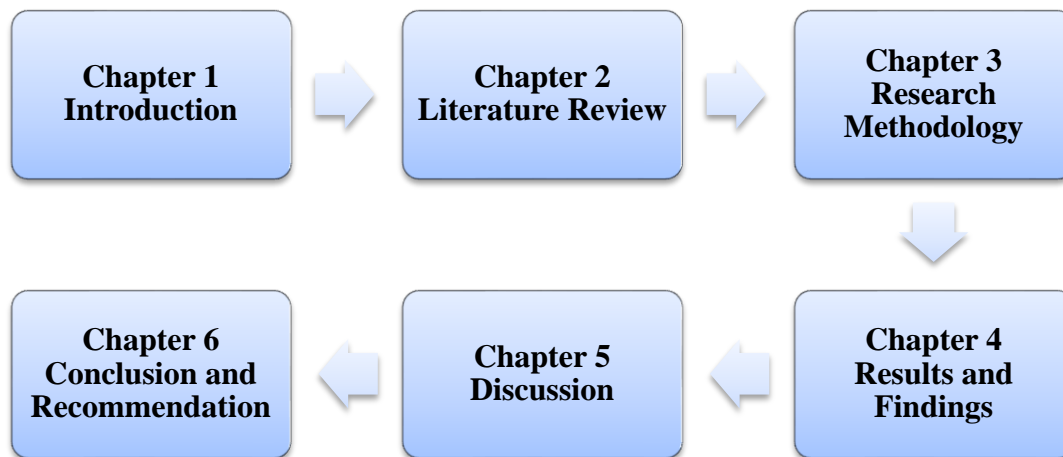 Chapter 1
Introduction
Chapter 2
Literature Review
Chapter 3
Research
Methodology
Chapter 4
Results and
Findings
Chapter 5
Discussion
Chapter 6
Conclusion and
Recommendation